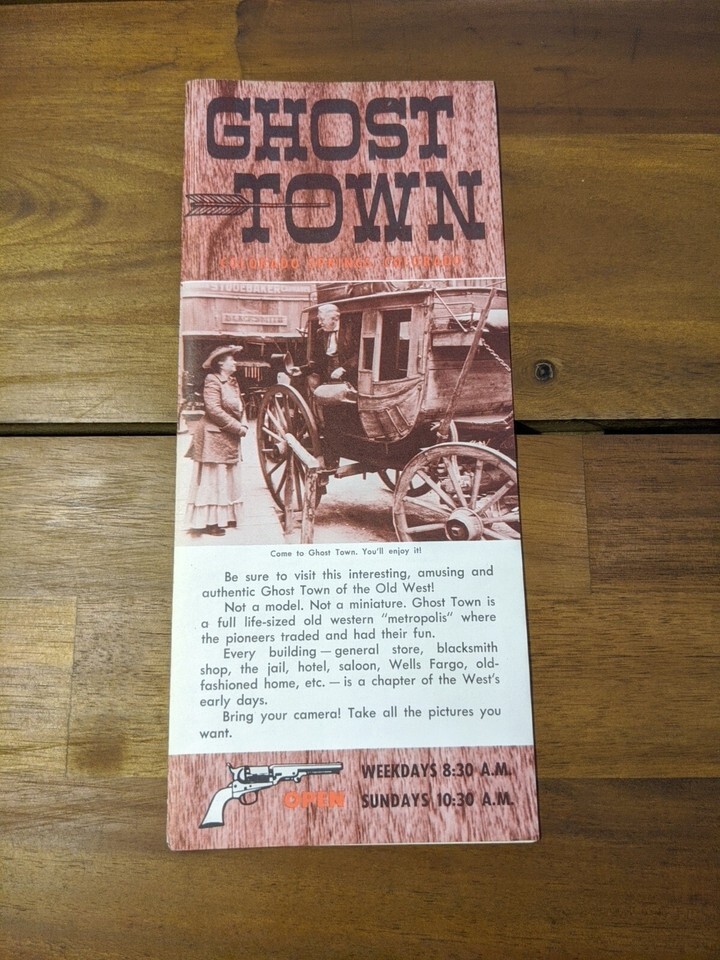 GHOST
TOWN
COLORADO SPRINGS, COLORADO
STUDEBAKER
Come to Ghost Town. You'll enjoy it!
Be sure to visit this interesting, amusing and
authentic Ghost Town of the Old West!
Not a model. Not a miniature. Ghost Town is
a full life-sized old western "metropolis" where
the pioneers traded and had their fun.
Every building — general store, blacksmith
shop, the jail, hotel, saloon, Wells Fargo, old-
fashioned home, etc. — is a chapter of the West's
early days.
Bring your camera! Take all the pictures you
want.
OPEN
WEEKDAYS 8:30 A.M.
SUNDAYS 10:30 A.M.